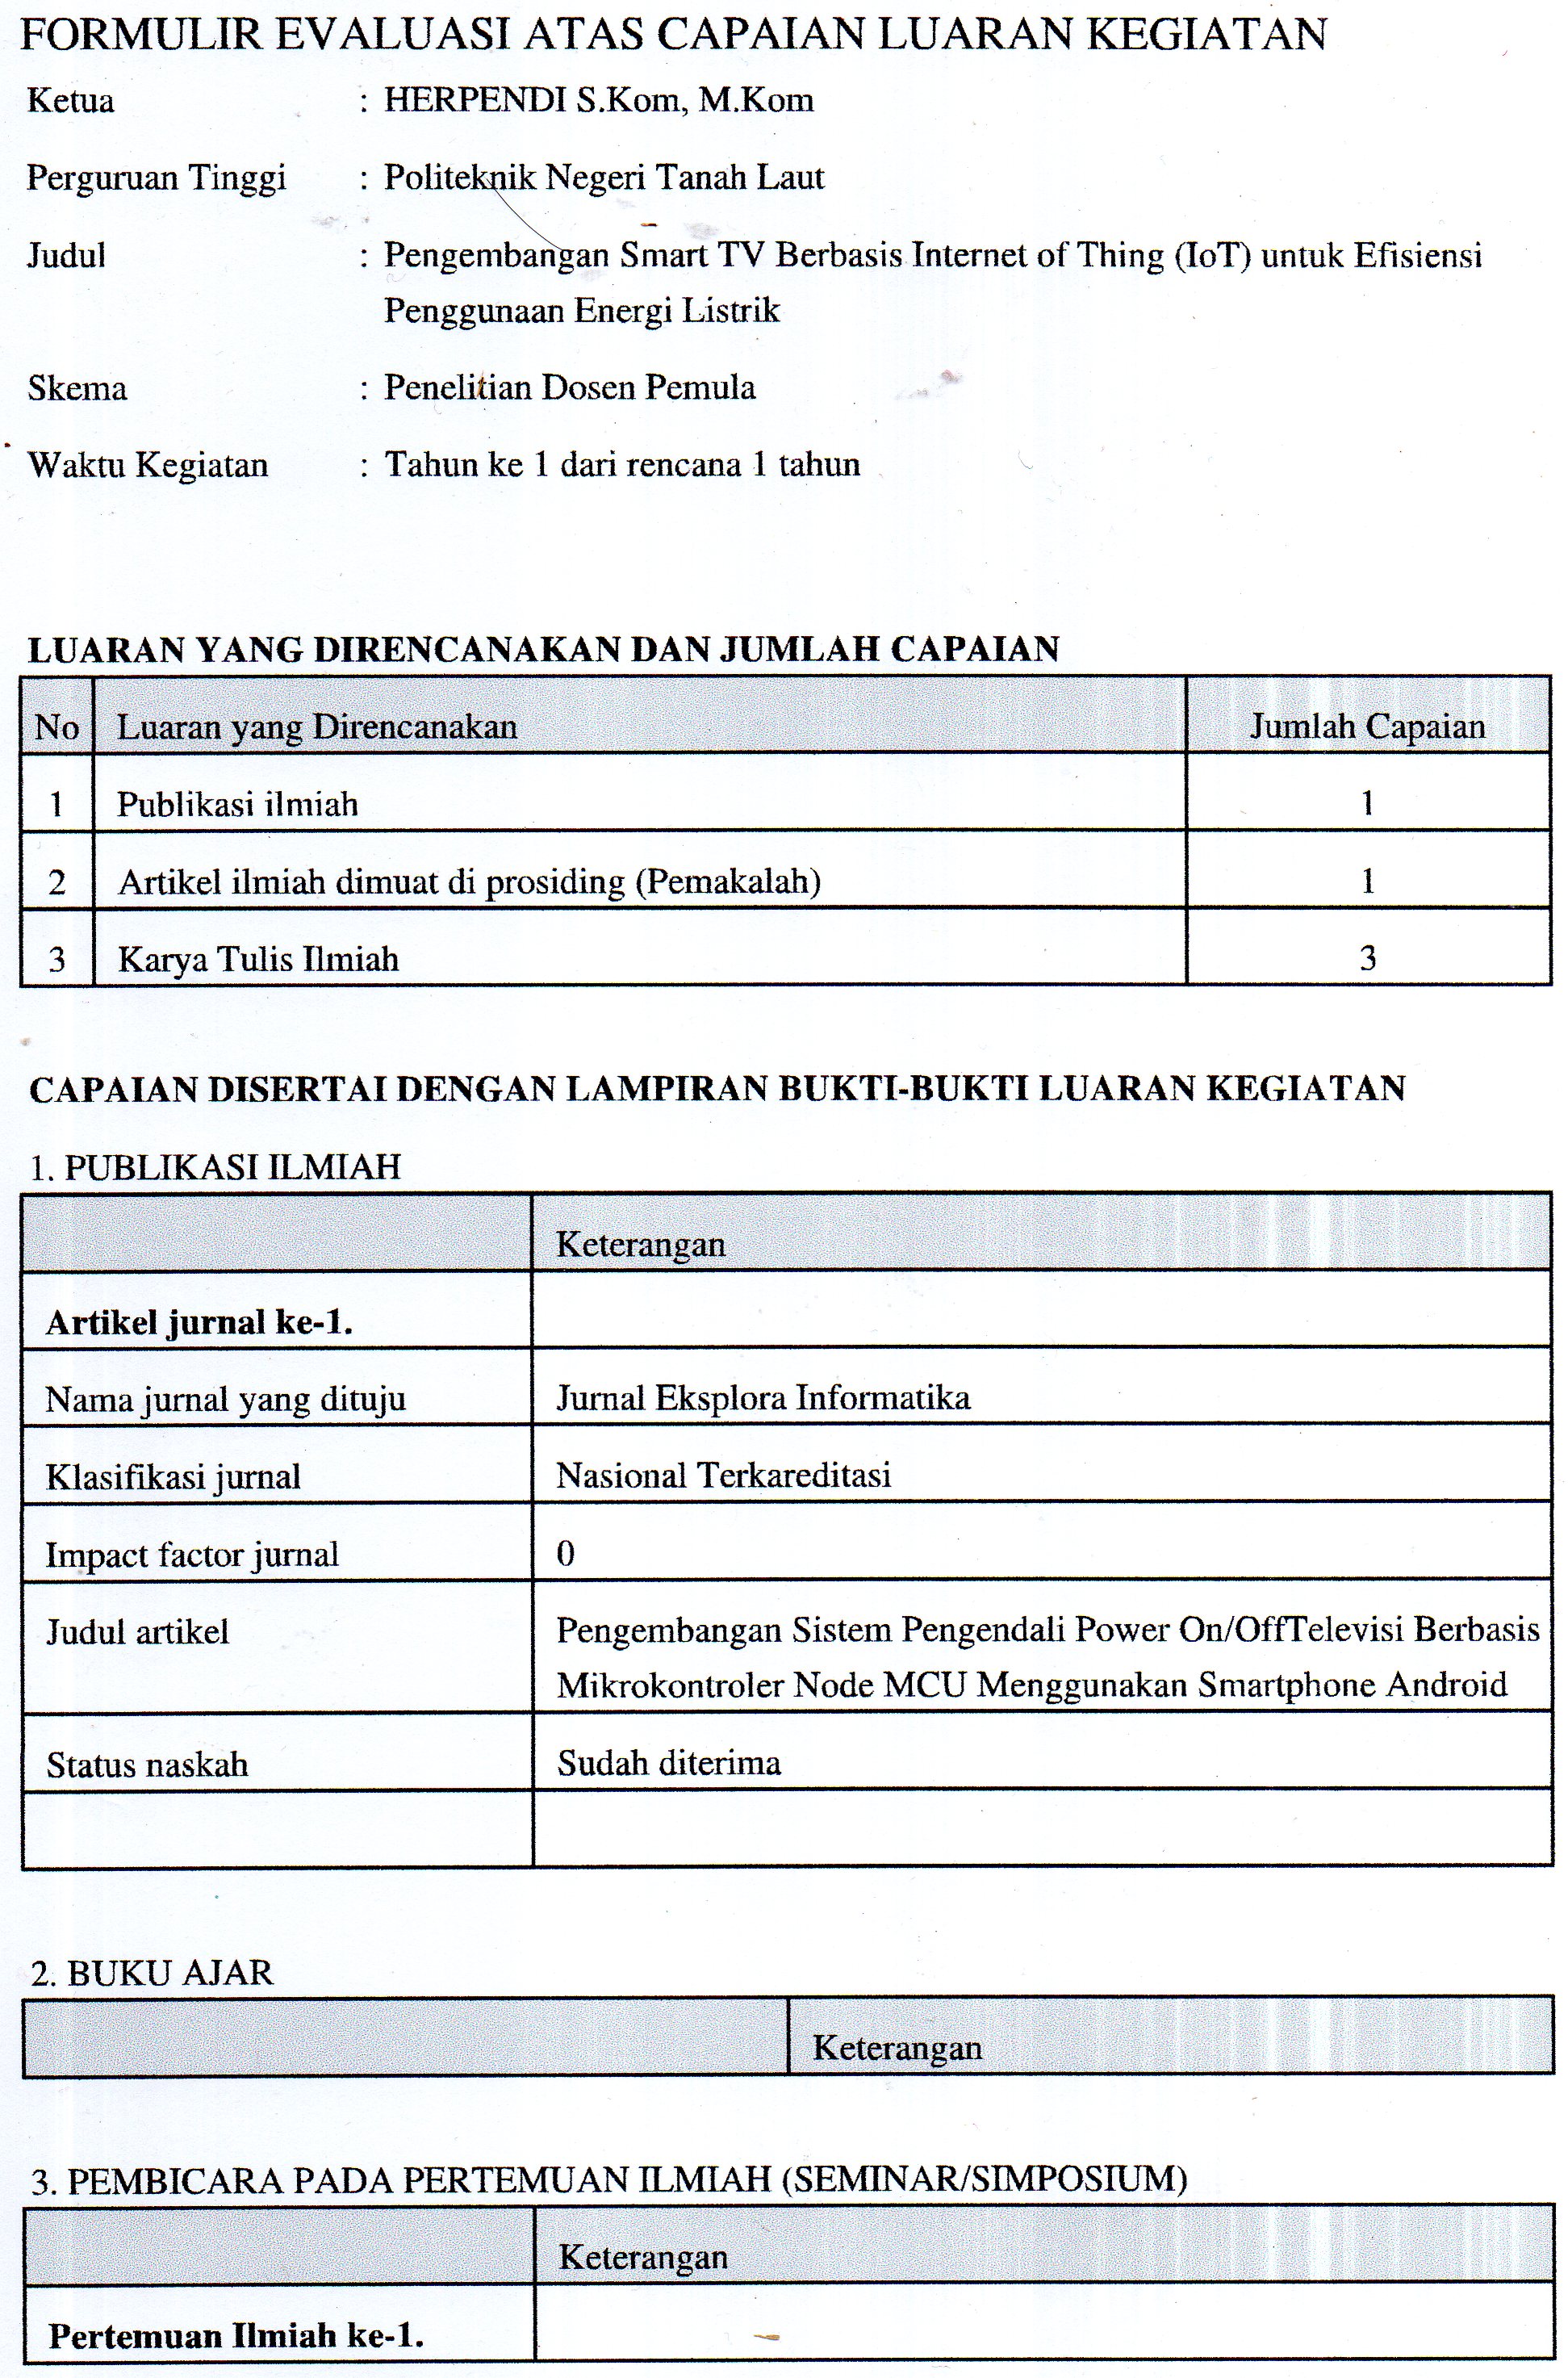 FORMULIR EVALUASI ATAS CAPAIAN LUARAN KEGIATAN
Ketua : HERPENDI S.Kom, M.Kom
Perguruan Tinggi : Politeknik Negeri Tanah Laut
Judul : Pengembangan Smart TV Berbasis Internet of Thing (IoT) untuk Efisiensi
Penggunaan Energi Listrik
Skema : Penelitian Dosen Pemula
Waktu Kegiatan : Tahun ke 1 dari rencana 1 tahun
LUARAN YANG DIRENCANAKAN DAN JUMLAH CAPAIAN
No Luaran yang Direncanakan Jumlah Capaian
1 Publikasi ilmiah 1
2 Artikel ilmiah dimuat di prosiding (Pemakalah) 1
3 Karya Tulis Ilmiah 3
CAPAIAN DISERTAI DENGAN LAMPIRAN BUKTI-BUKTI LUARAN KEGIATAN
1. PUBLIKASI ILMIAH
Keterangan
Artikel jurnal ke-1.
Nama jurnal yang dituju Jurnal Eksplora Informatika
Klasifikasi jurnal Nasional Terkareditasi
Impact factor jurnal 0
Judul artikel Pengembangan Sistem Pengendali Power On/OffTelevisi Berbasis
Mikrokontroler Node MCU Menggunakan Smartphone Android
Status naskah Sudah diterima
2. BUKU AJAR
Keterangan
3. PEMBICARA PADA PERTEMUAN ILMIAH (SEMINAR/SIMPOSIUM)
Keterangan
Pertemuan Ilmiah ke-1.